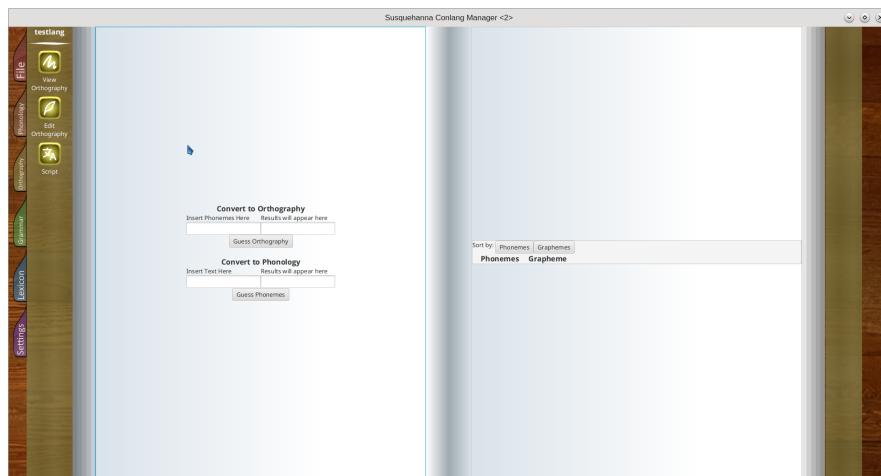 Susquehanna Conlang Manager <2>
testlang
File
Phonology
Orthography
Grammar
Lexicon
Settings
View
Orthography
Edit
Orthography
Script
Convert to Orthography
Insert Phonemes Here Results will appear here
Guess Orthography
Convert to Phonology
Insert Text Here Results will appear here
Guess Phonemes
Sort by: Phonemes Graphemes
Phonemes Grapheme